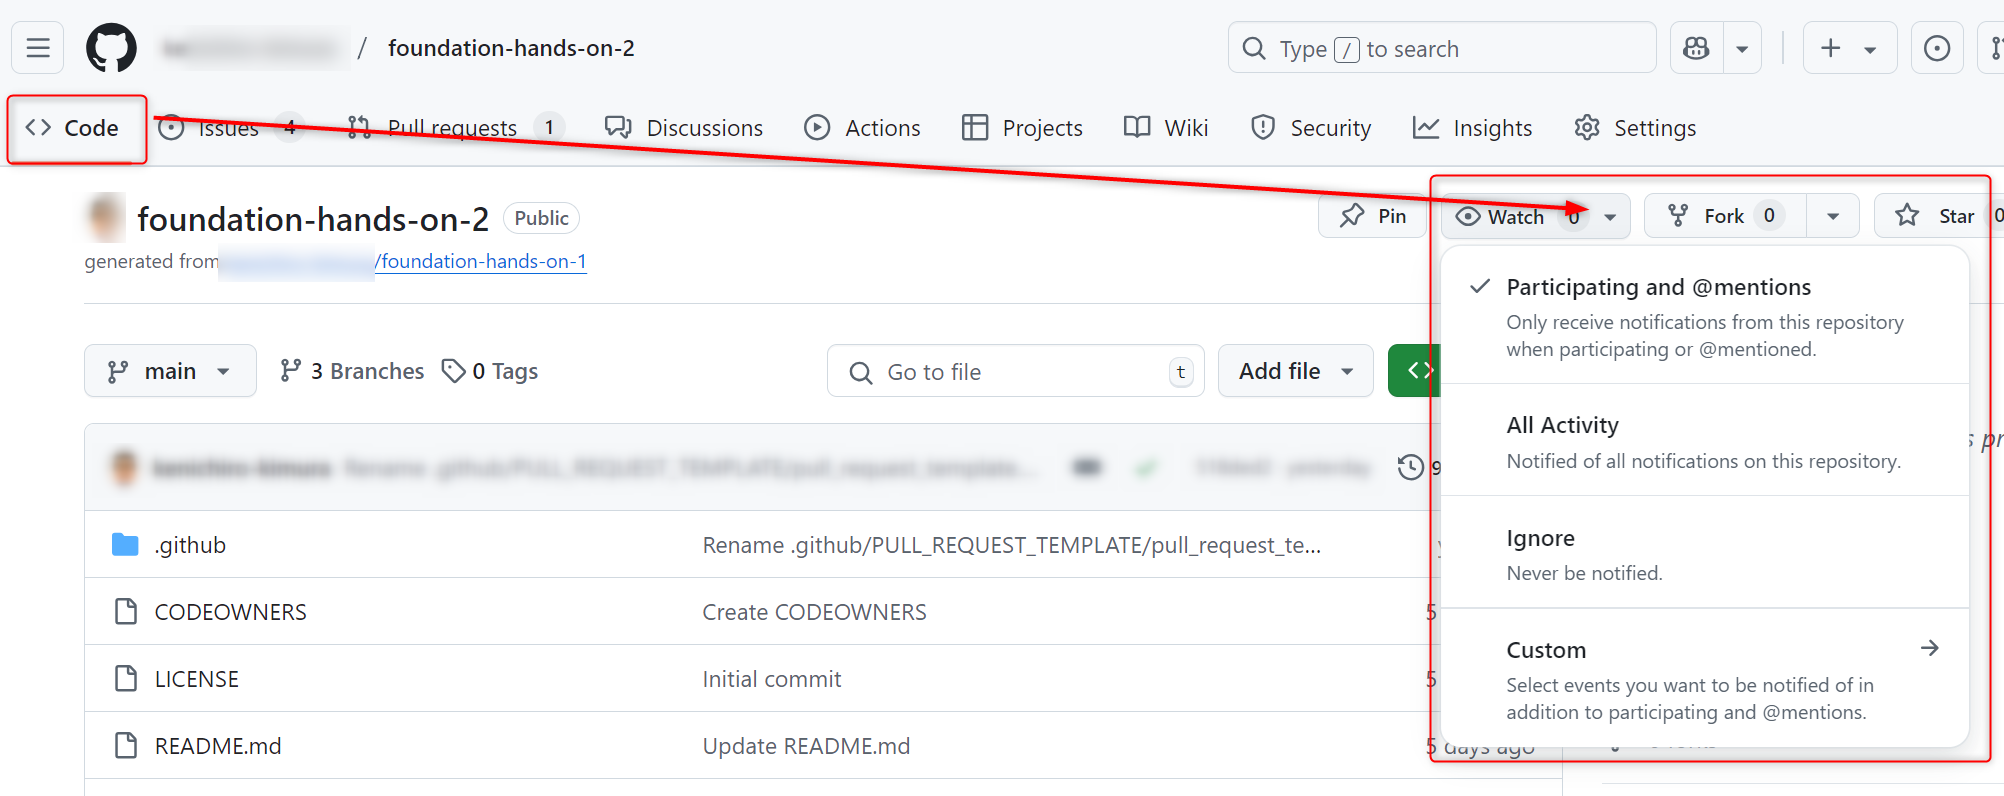 / foundation-hands-on-2
Type / to search
Code
Issues 4
Pull requests 1
Discussions
Actions
Projects
Wiki
Security
Insights
Settings
foundation-hands-on-2 Public
Pin
Watch 0
Fork 0
Star 0
generated from /foundation-hands-on-1
main
3 Branches
0 Tags
Go to file t
Add file
Participating and @mentions
Only receive notifications from this repository
when participating or @mentioned.
All Activity
Notified of all notifications on this repository.
Ignore
Never be notified.
Custom
Select events you want to be notified of in
addition to participating and @mentions.
9
.github Rename .github/PULL_REQUEST_TEMPLATE/pull_request_te...
CODEOWNERS Create CODEOWNERS 5
LICENSE Initial commit 5
README.md Update README.md 5 days ago